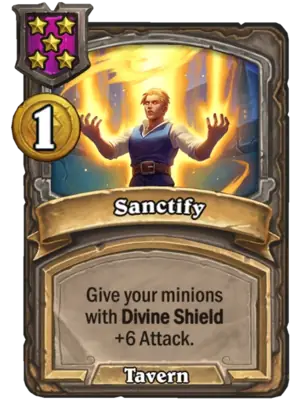 1
Sanctify
Give your minions
with Divine Shield
+6 Attack.
Tavern